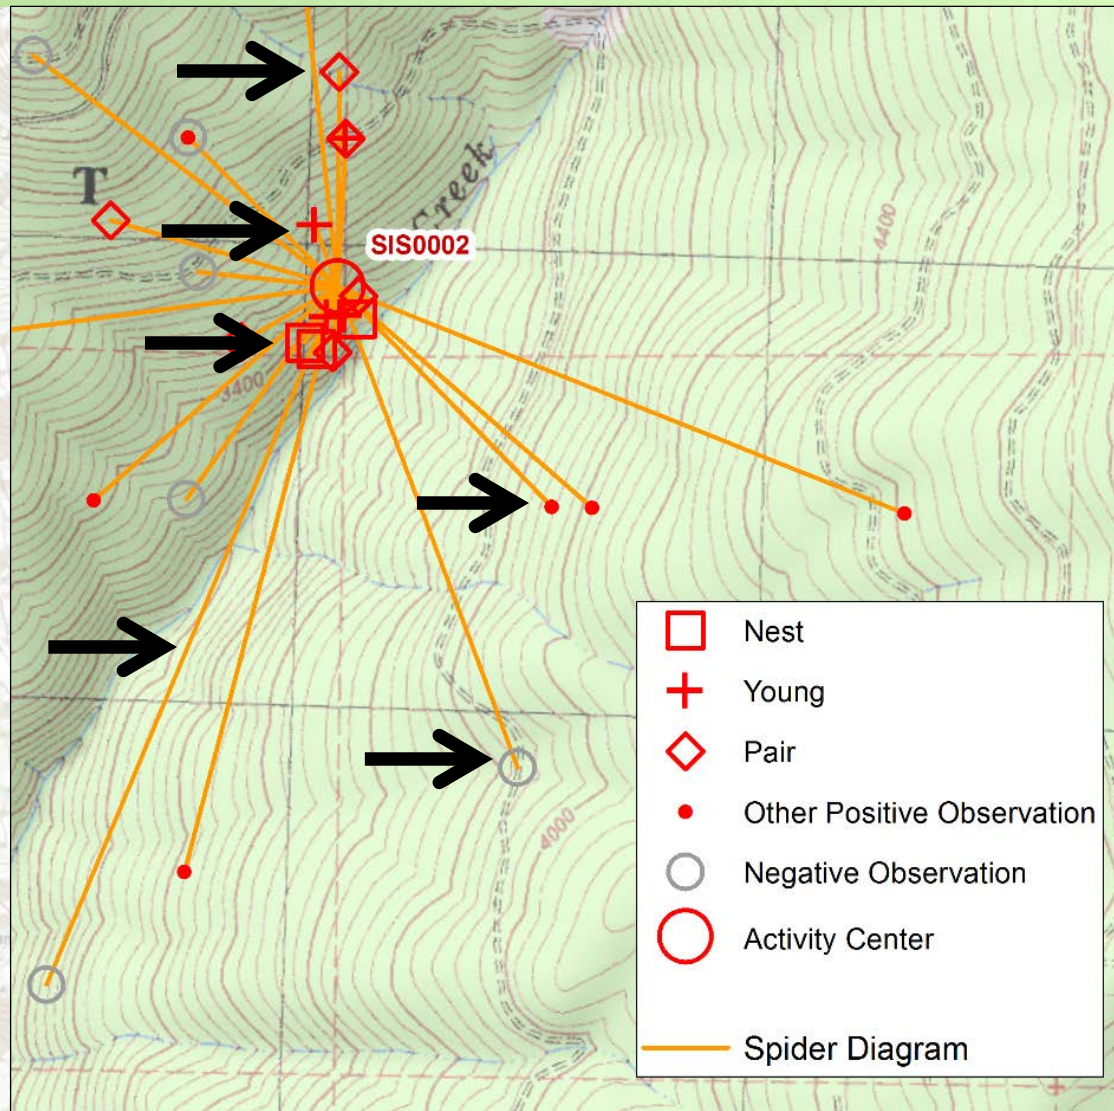 T
Creek
SIS0002
4400
3400
4000
Nest
Young
Pair
Other Positive Observation
Negative Observation
Activity Center
Spider Diagram